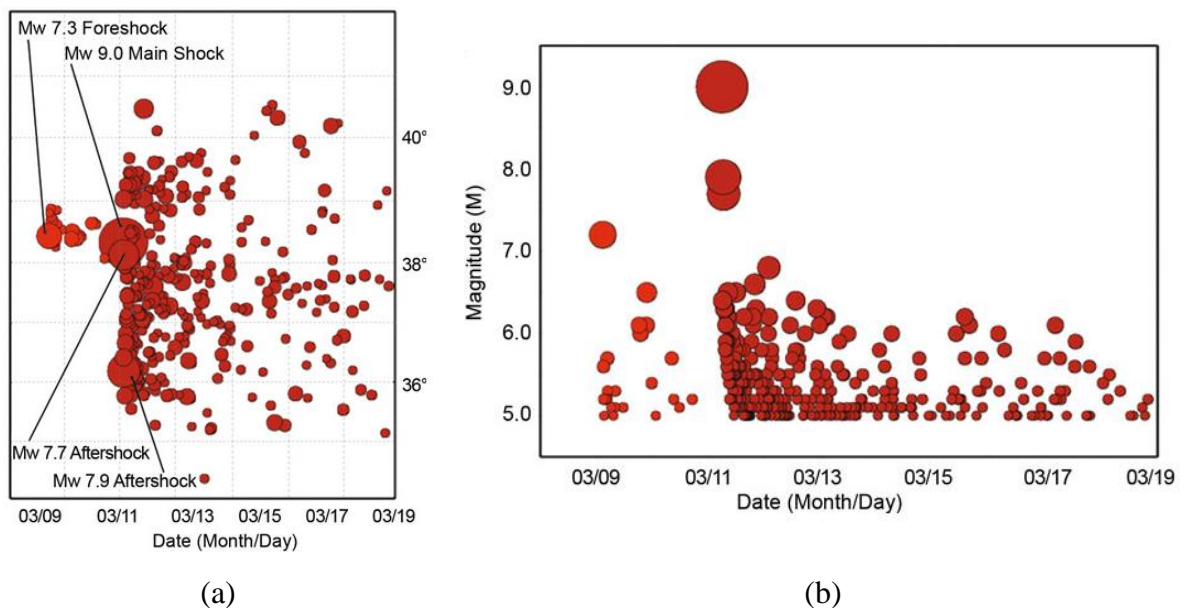 Mw 7.3 Foreshock
Mw 9.0 Main Shock
40°
38°
36°
Mw 7.7 Aftershock
Mw 7.9 Aftershock
03/09 03/11 03/13 03/15 03/17 03/19
Date (Month/Day)
(a)
Magnitude (M)
9.0
8.0
7.0
6.0
5.0
03/09 03/11 03/13 03/15 03/17 03/19
Date (Month/Day)
(b)